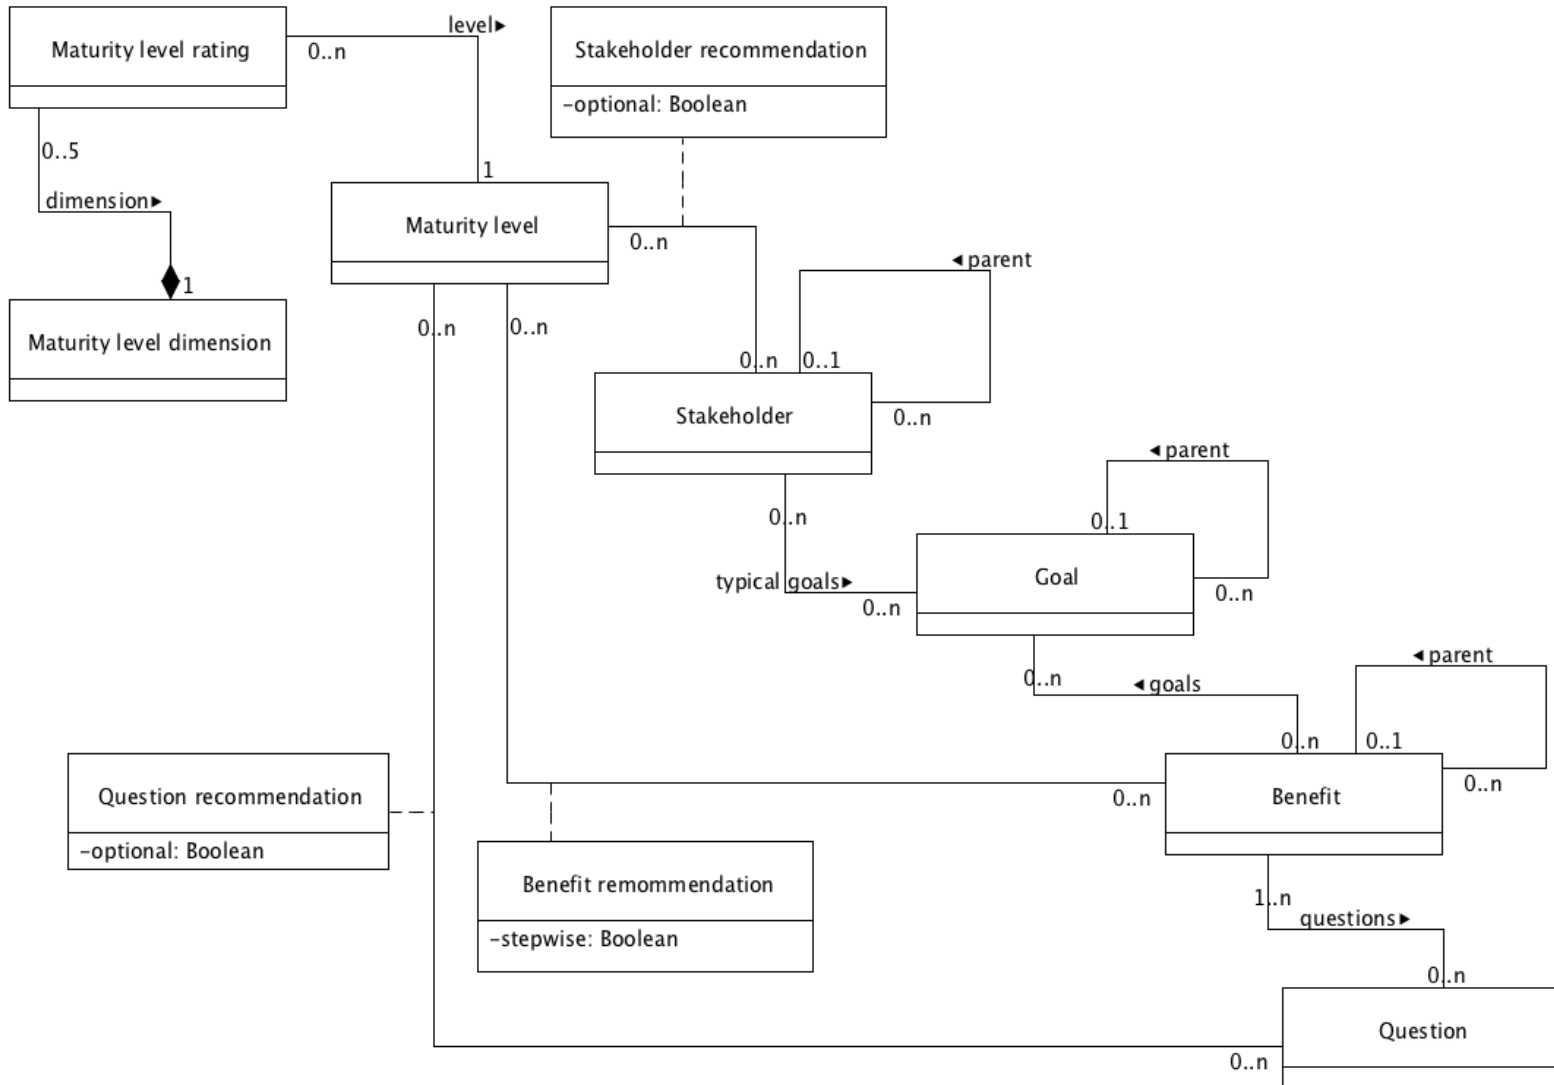 level▸
Maturity level rating
0..n
Stakeholder recommendation
–optional: Boolean
0..5
1
dimension▸
Maturity level
0..n
◂parent
1
Maturity level dimension
0..n
0..n
0..n
0..1
Stakeholder
0..n
◂parent
0..n
0..1
typical goals▸
0..n
Goal
0..n
◂parent
0..n
◂goals
0..n
0..1
0..n
Question recommendation
–optional: Boolean
0..n
Benefit
Benefit remommendation
–stepwise: Boolean
1..n
questions▸
0..n
Question
0..n